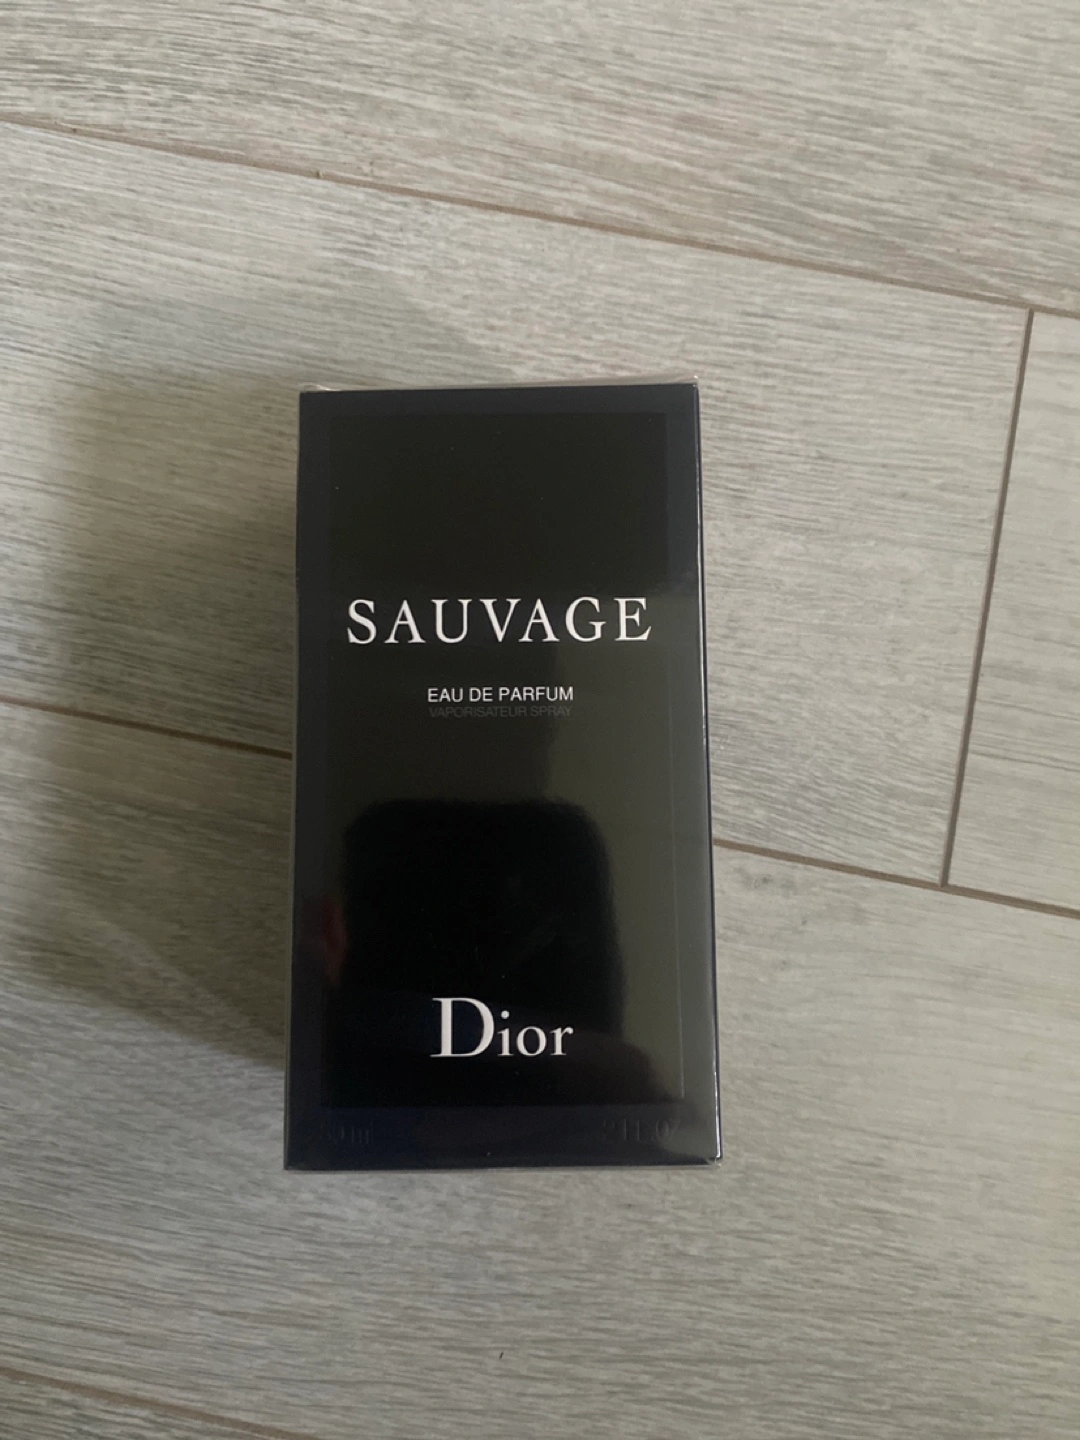 SAUVAGE
EAU DE PARFUM
VAPORISATEUR SPRAY
Dior